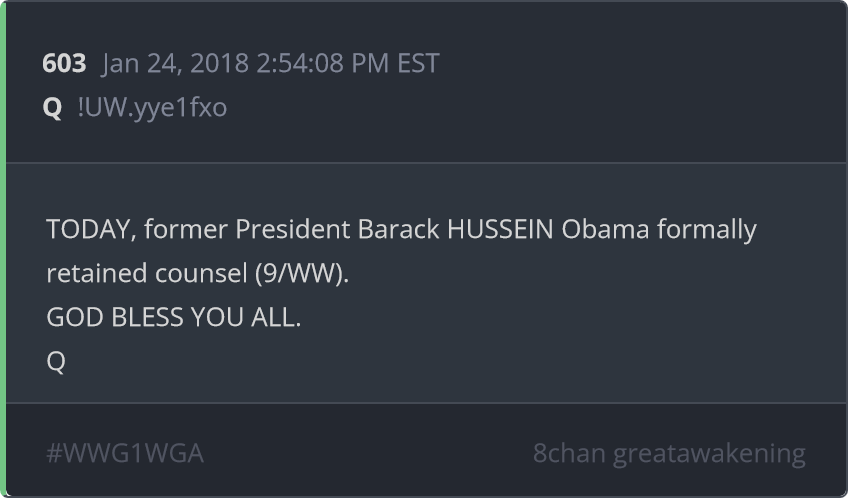 603 Jan 24, 2018 2:54:08 PM EST
Q !UW.yye1fxo
TODAY, former President Barack HUSSEIN Obama formally
retained counsel (9/WW).
GOD BLESS YOU ALL.
Q
#WWG1WGA 8chan greatawakening